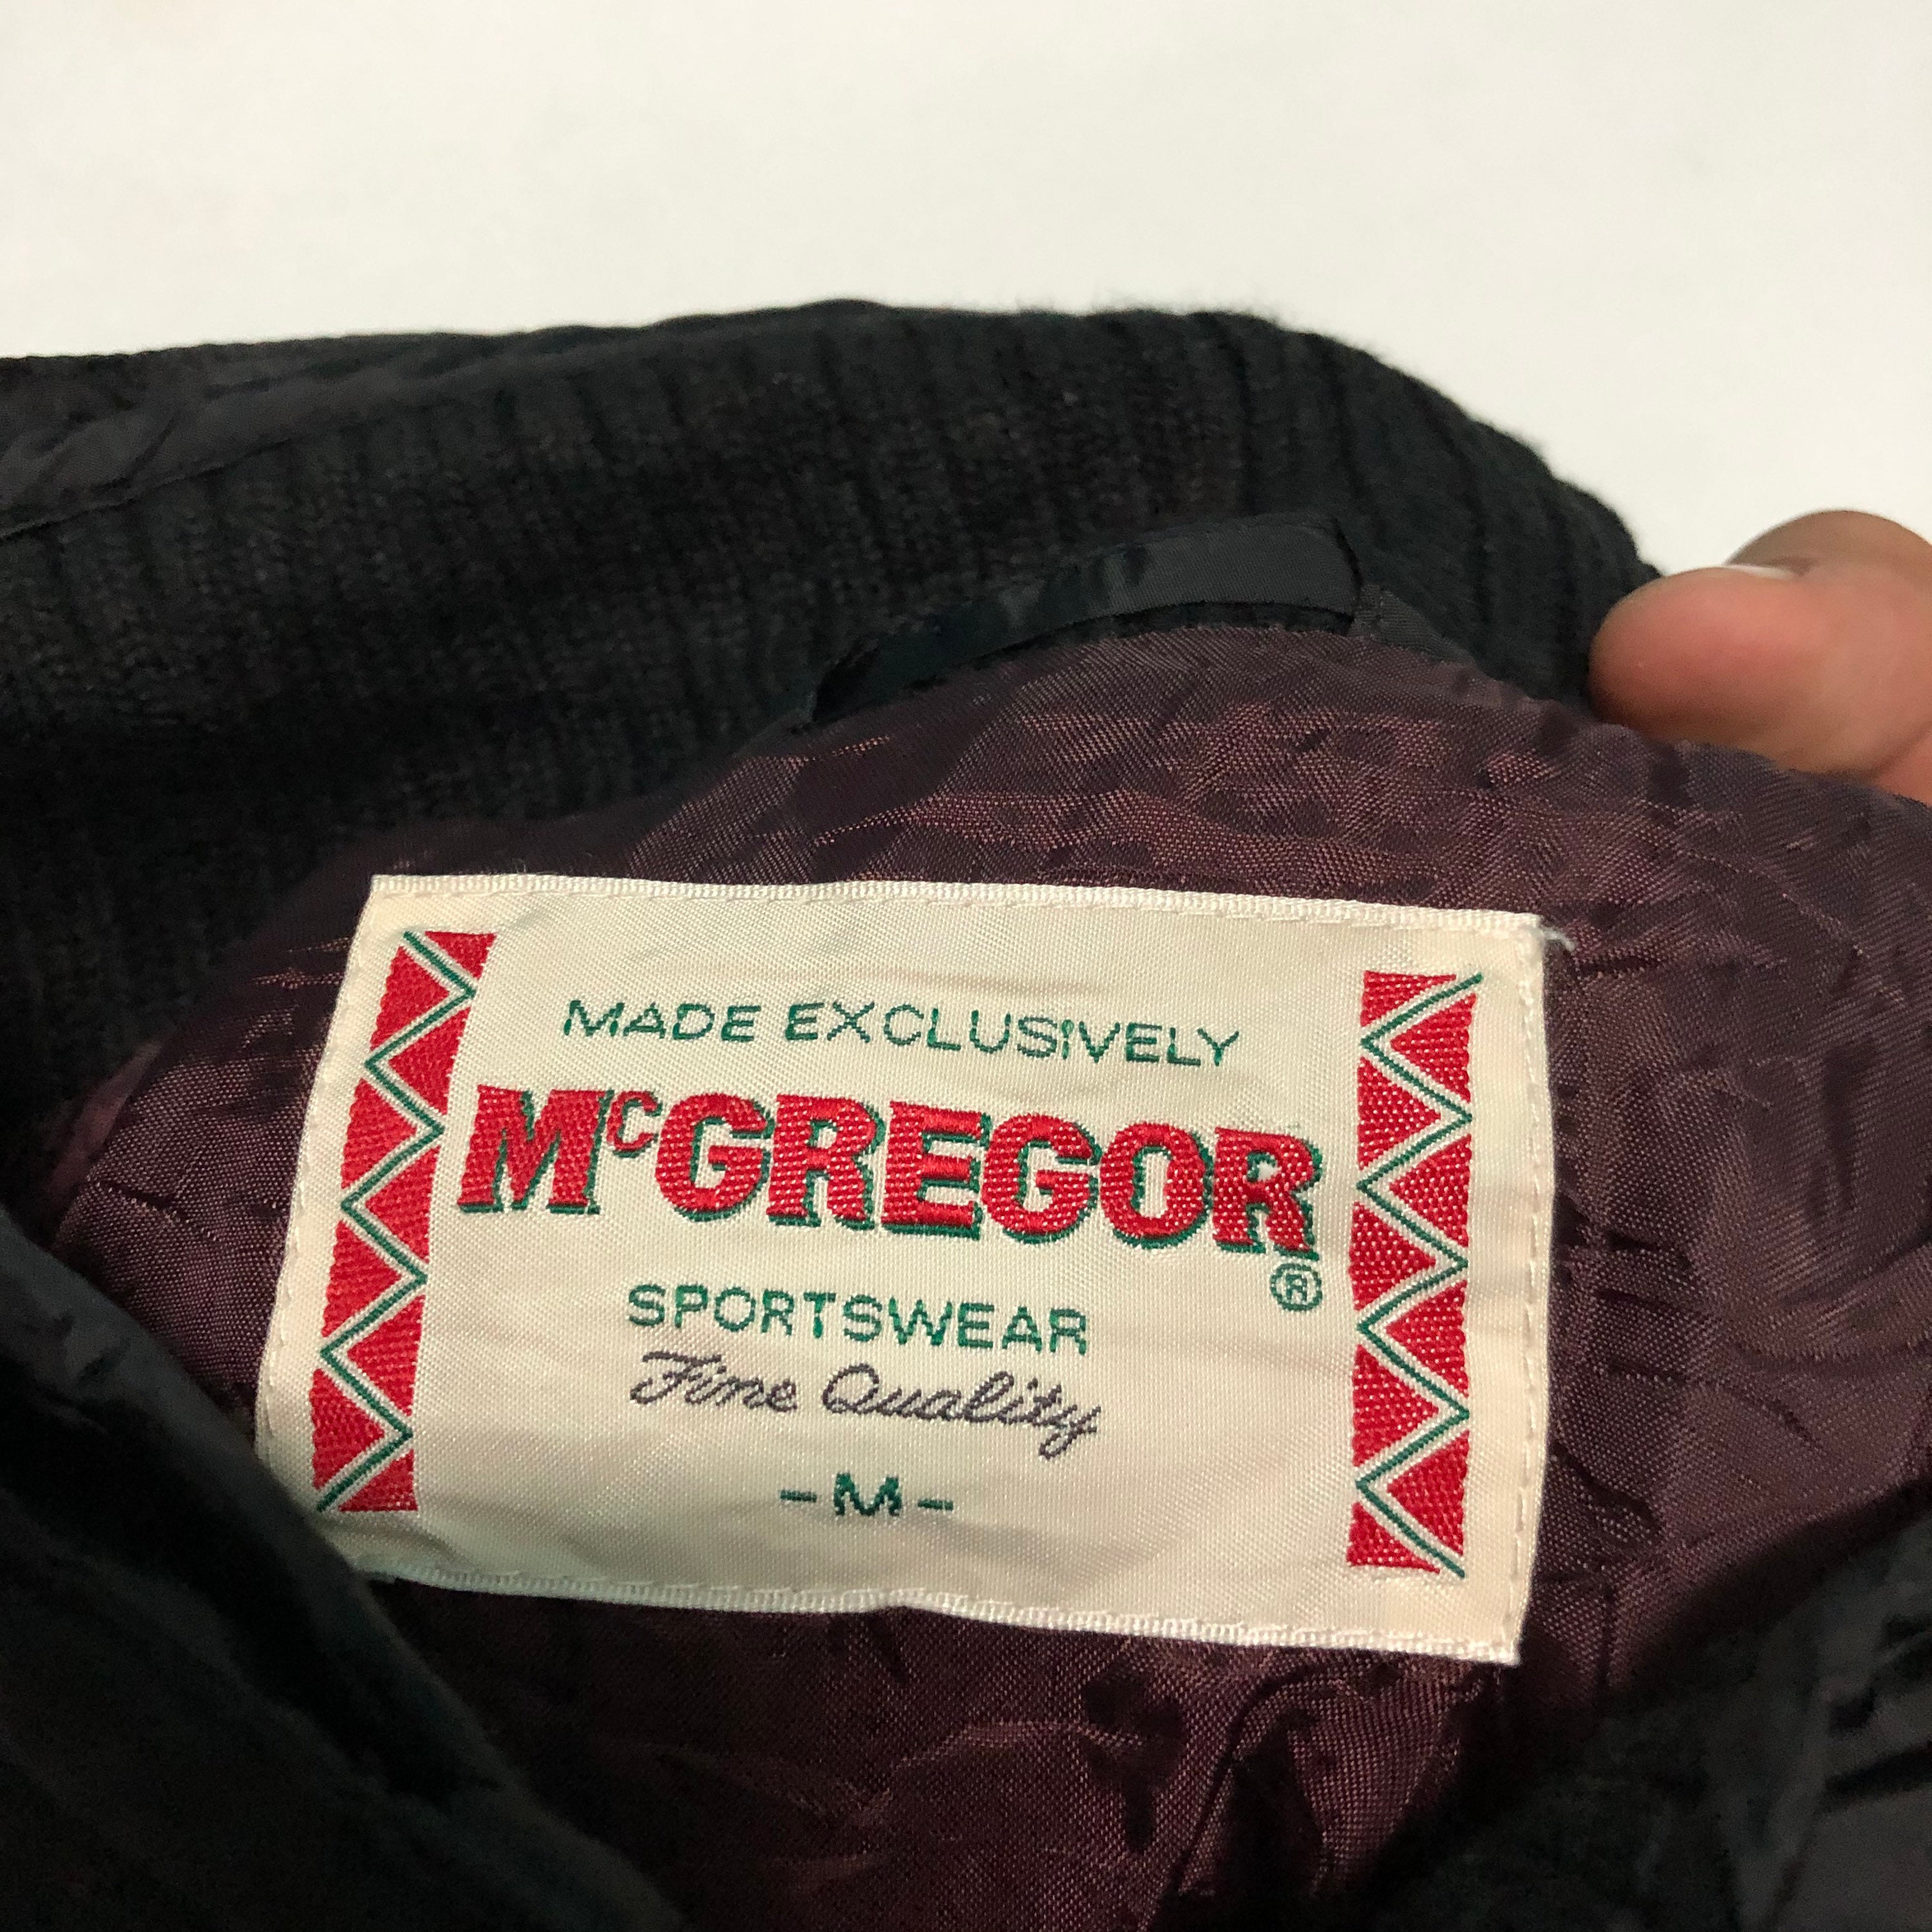 MADE EXCLUSIVELY
McGREGOR®
SPORTSWEAR
Fine Quality
-M-